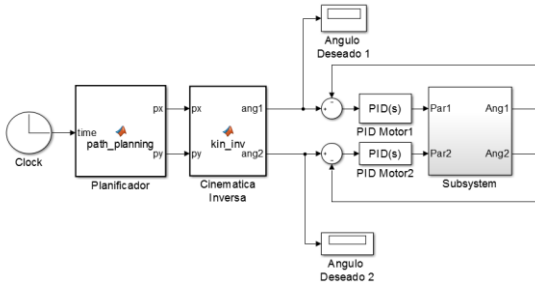 Angulo
Deseado 1
px
px
ang1
PID(s)
Par1
Ang1
PID Motor1
time
path_planning
kin_inv
Clock
py
py
ang2
PID(s)
Par2
Ang2
PID Motor2
Planificador
Cinematica
Inversa
Subsystem
Angulo
Deseado 2